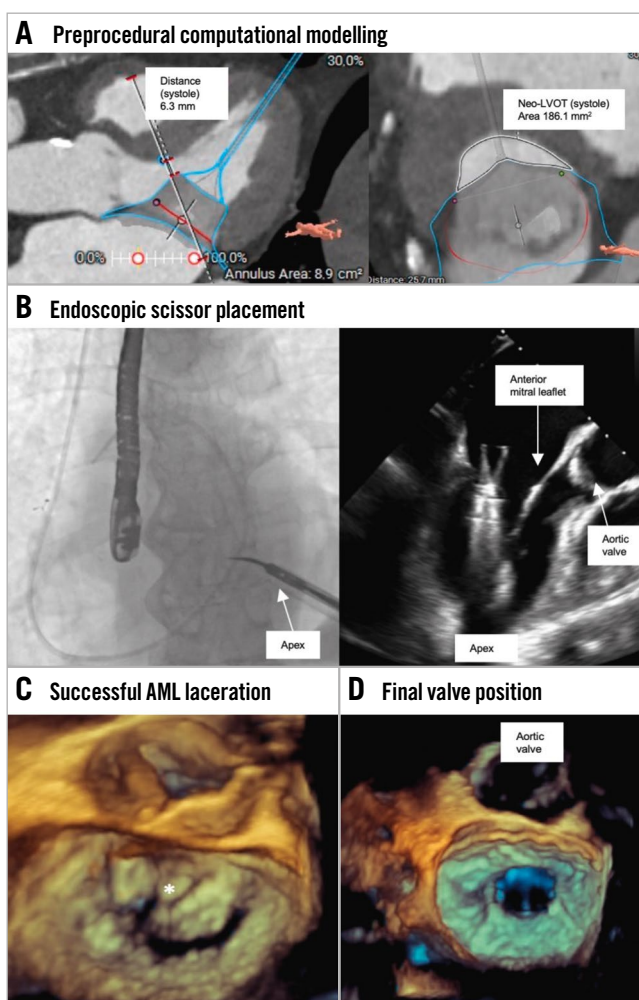 A Preprocedural computational modelling
Distance
(systole)
6.3 mm
30,0%
0.0%
100,0%
Annulus Area: 8.9 cm²
Neo-LVOT (systole)
Area 186.1 mm²
Distance: 25.7 mm
B Endoscopic scissor placement
Apex
Anterior
mitral leaflet
Aortic
valve
Apex
C Successful AML laceration
*
D Final valve position
Aortic
valve